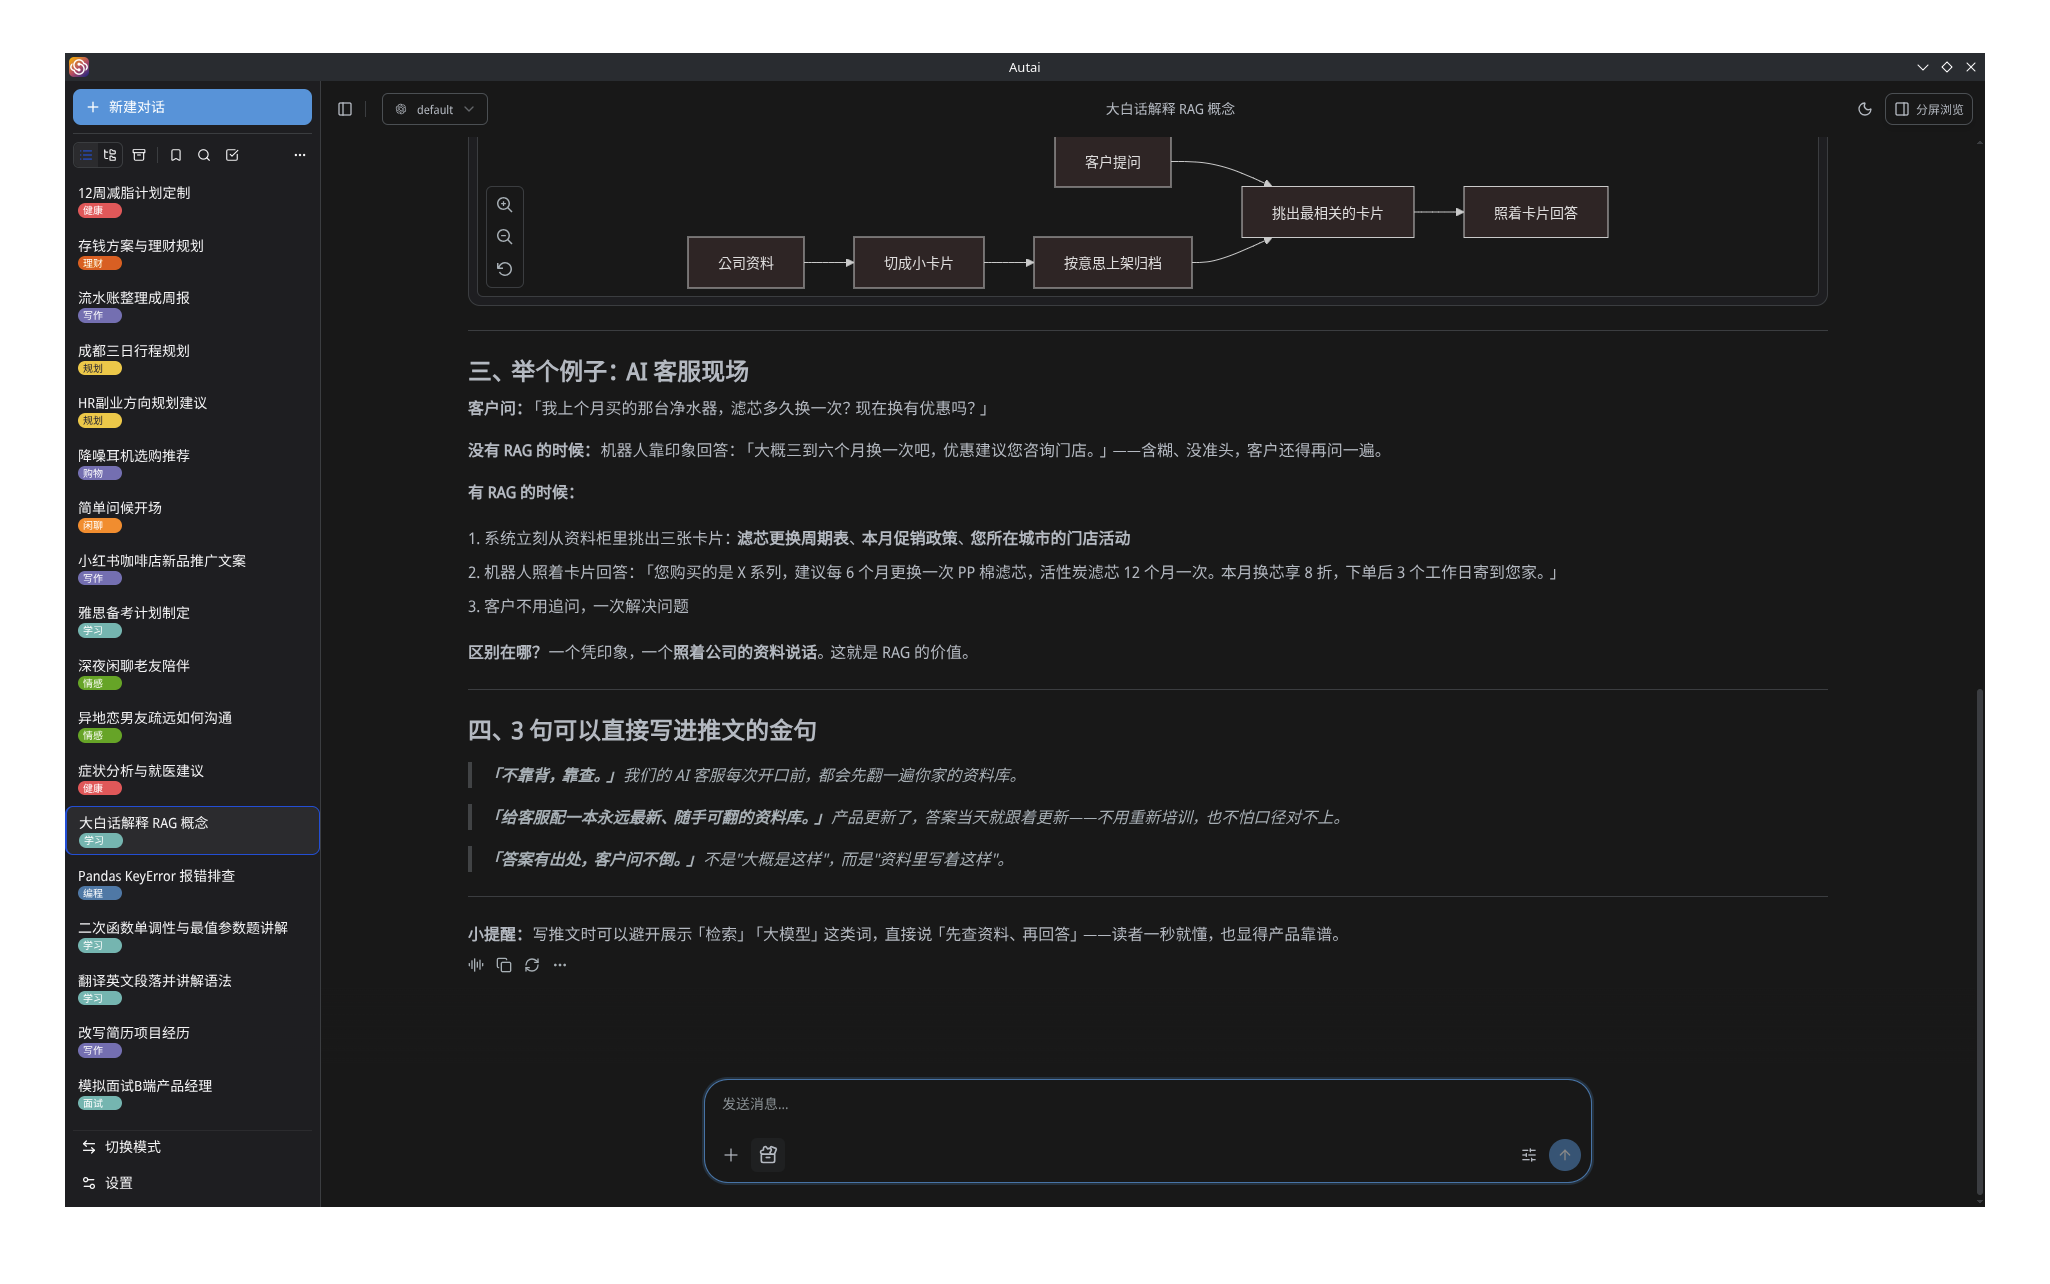 Autai
新建对话
12周减脂计划定制
健康
存钱方案与理财规划
理财
流水账整理成周报
写作
成都三日行程规划
规划
HR副业方向规划建议
规划
降噪耳机选购推荐
购物
简单问候开场
闲聊
小红书咖啡店新品推广文案
写作
雅思备考计划制定
学习
深夜闲聊老友陪伴
情感
异地恋男友疏远如何沟通
情感
症状分析与就医建议
健康
大白话解释 RAG 概念
学习
Pandas KeyError 报错排查
编程
二次函数单调性与最值参数题讲解
学习
翻译英文段落并讲解语法
学习
改写简历项目经历
写作
模拟面试B端产品经理
面试
切换模式
设置
default
大白话解释 RAG 概念
分屏浏览
客户提问
挑出最相关的卡片
照着卡片回答
公司资料
切成小卡片
按意思上架归档
三、举个例子：AI 客服现场
客户问：「我上个月买的那台净水器，滤芯多久换一次？现在换有优惠吗？」
没有 RAG 的时候：机器人靠印象回答：「大概三到六个月换一次吧，优惠建议您咨询门店。」——含糊、没准头，客户还得再问一遍。
有 RAG 的时候：
1. 系统立刻从资料柜里挑出三张卡片：滤芯更换周期表、本月促销政策、您所在城市的门店活动
2. 机器人照着卡片回答：「您购买的是 X 系列，建议每 6 个月更换一次 PP 棉滤芯，活性炭滤芯 12 个月一次。本月换芯享 8 折，下单后 3 个工作日寄到您家。」
3. 客户不用追问，一次解决问题
区别在哪？一个凭印象，一个照着公司的资料说话。这就是 RAG 的价值。
四、3 句可以直接写进推文的金句
「不靠背，靠查。」我们的 AI 客服每次开口前，都会先翻一遍你家的资料库。
「给客服配一本永远最新、随手可翻的资料库。」产品更新了，答案当天就跟着更新——不用重新培训，也不怕口径对不上。
「答案有出处，客户问不倒。」不是"大概是这样"，而是"资料里写着这样"。
小提醒：写推文时可以避开展示「检索」「大模型」这类词，直接说「先查资料、再回答」——读者一秒就懂，也显得产品靠谱。
发送消息...